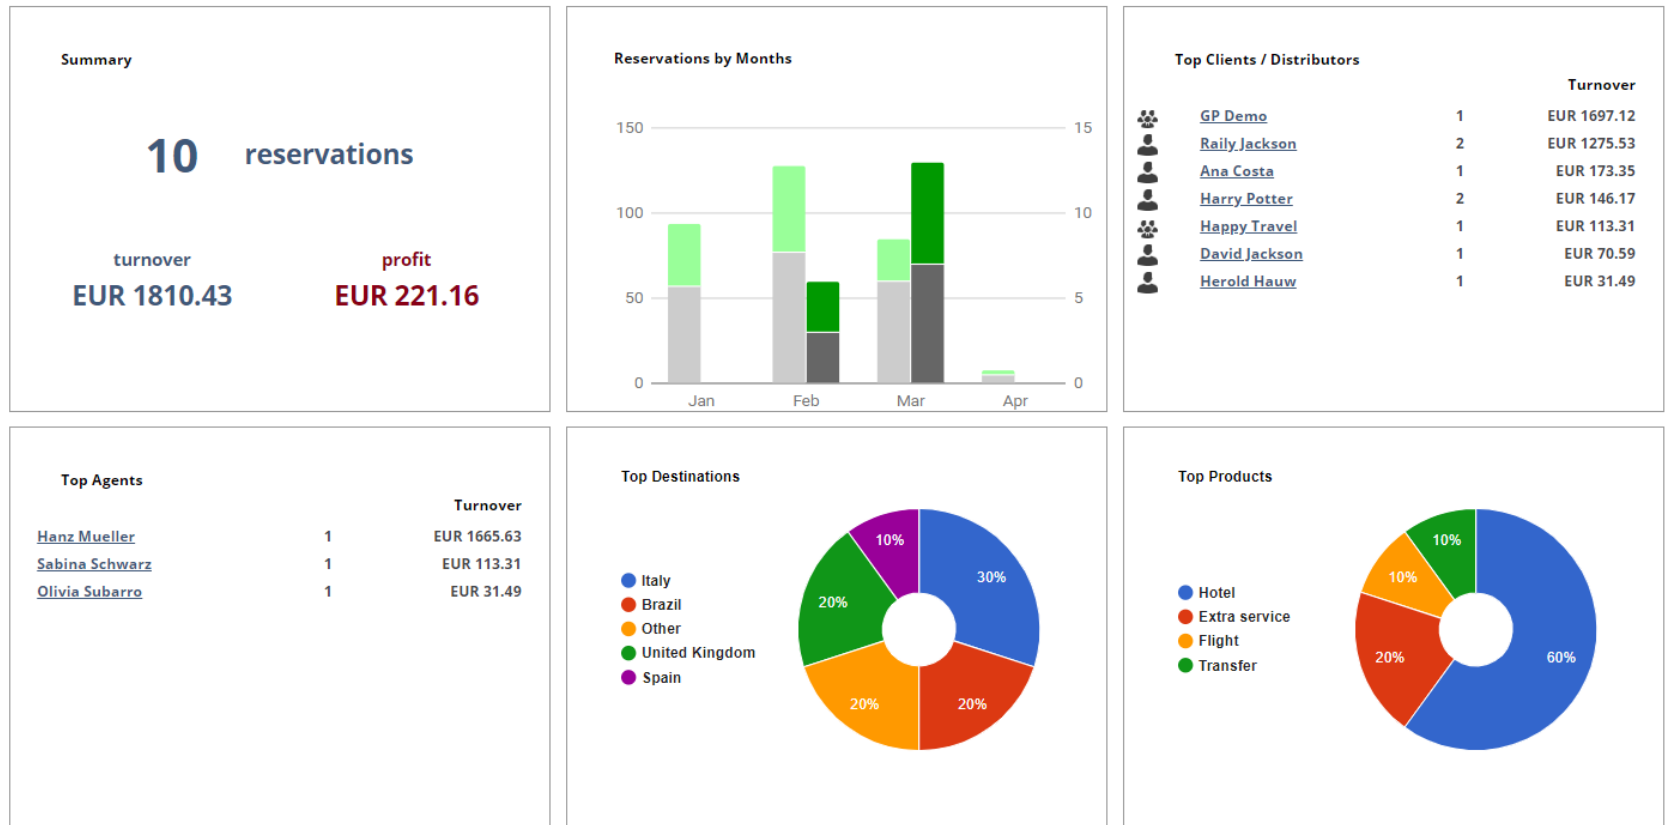 Summary
10 reservations
turnover profit
EUR 1810.43 EUR 221.16
Reservations by Months
150 15
100 10
50 5
0 0
Jan Feb Mar Apr
Top Clients / Distributors
Turnover
GP Demo 1 EUR 1697.12
Raily Jackson 2 EUR 1275.53
Ana Costa 1 EUR 173.35
Harry Potter 2 EUR 146.17
Happy Travel 1 EUR 113.31
David Jackson 1 EUR 70.59
Herold Hauw 1 EUR 31.49
Top Agents
Turnover
Hanz Mueller 1 EUR 1665.63
Sabina Schwarz 1 EUR 113.31
Olivia Subarro 1 EUR 31.49
Top Destinations
Italy
Brazil
Other
United Kingdom
Spain
10%
30%
20%
20%
20%
Top Products
Hotel
Extra service
Flight
Transfer
10%
10%
20%
60%